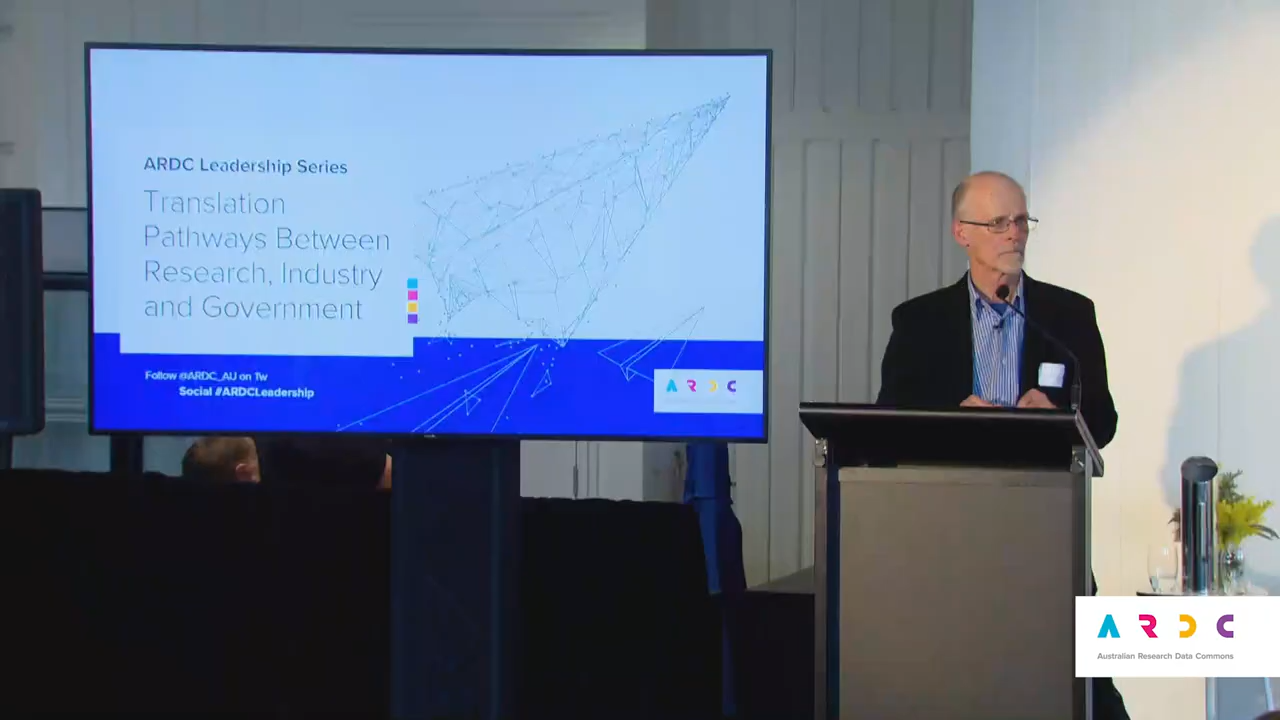 ARDC Leadership Series
Translation
Pathways Between
Research, Industry
and Government
Follow @ARDC_AU on Tw
Social #ARDCLeadership
ARDC
ARDC
Australian Research Data Commons